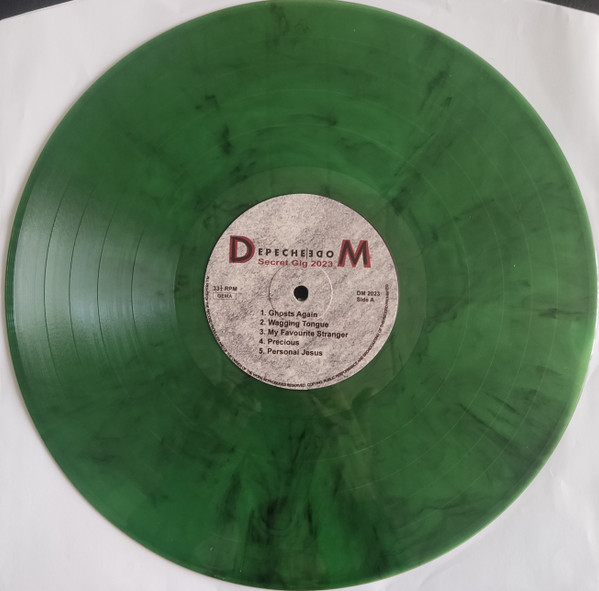 DEPECHE MODE
Secret Gig 2023
33⅓ RPM
GEMA
DM 2023
Side A
1. Ghosts Again
2. Wagging Tongue
3. My Favourite Stranger
4. Precious
5. Personal Jesus